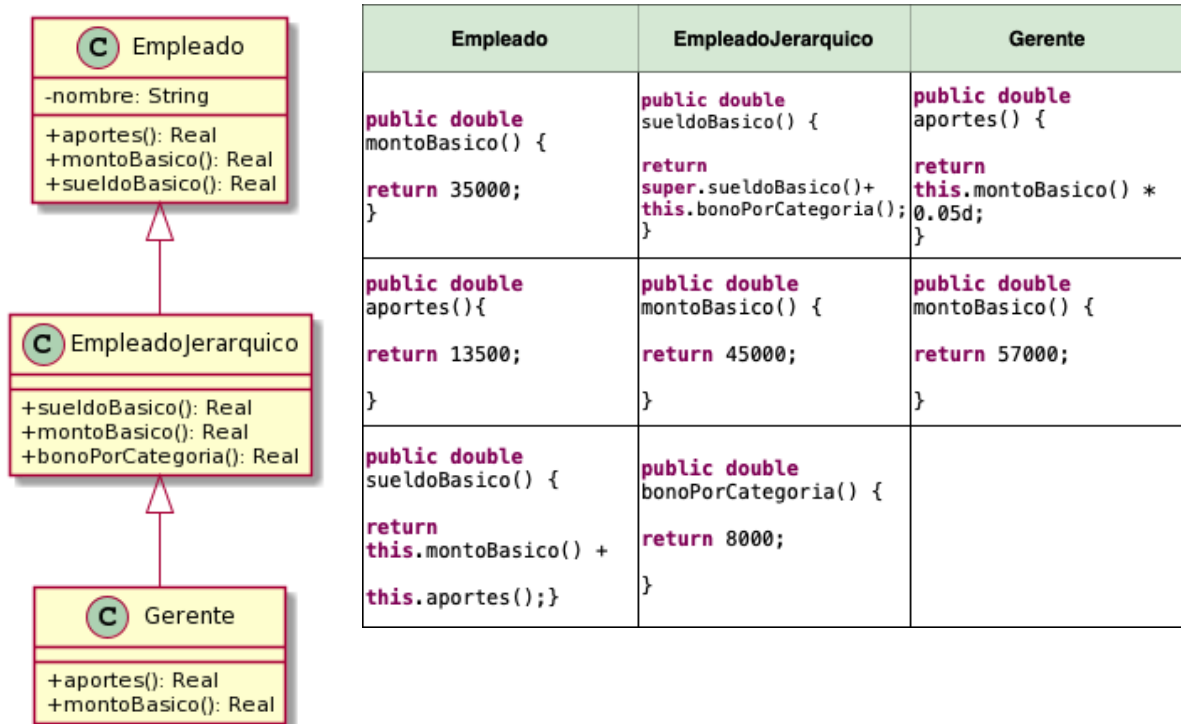 C Empleado
-nombre: String
+aportes(): Real
+montoBasico(): Real
+sueldoBasico(): Real
C EmpleadoJerarquico
+sueldoBasico(): Real
+montoBasico(): Real
+bonoPorCategoria(): Real
C Gerente
+aportes(): Real
+montoBasico(): Real
Empleado
EmpleadoJerarquico
Gerente
public double
montoBasico() {
return 35000;
}
public double
sueldoBasico() {
return
super.sueldoBasico()+
this.bonoPorCategoria();
}
public double
aportes() {
return
this.montoBasico() *
0.05d;
}
public double
aportes(){
return 13500;
}
public double
montoBasico() {
return 45000;
}
public double
montoBasico() {
return 57000;
}
public double
sueldoBasico() {
return
this.montoBasico() +
this.aportes();}
public double
bonoPorCategoria() {
return 8000;
}